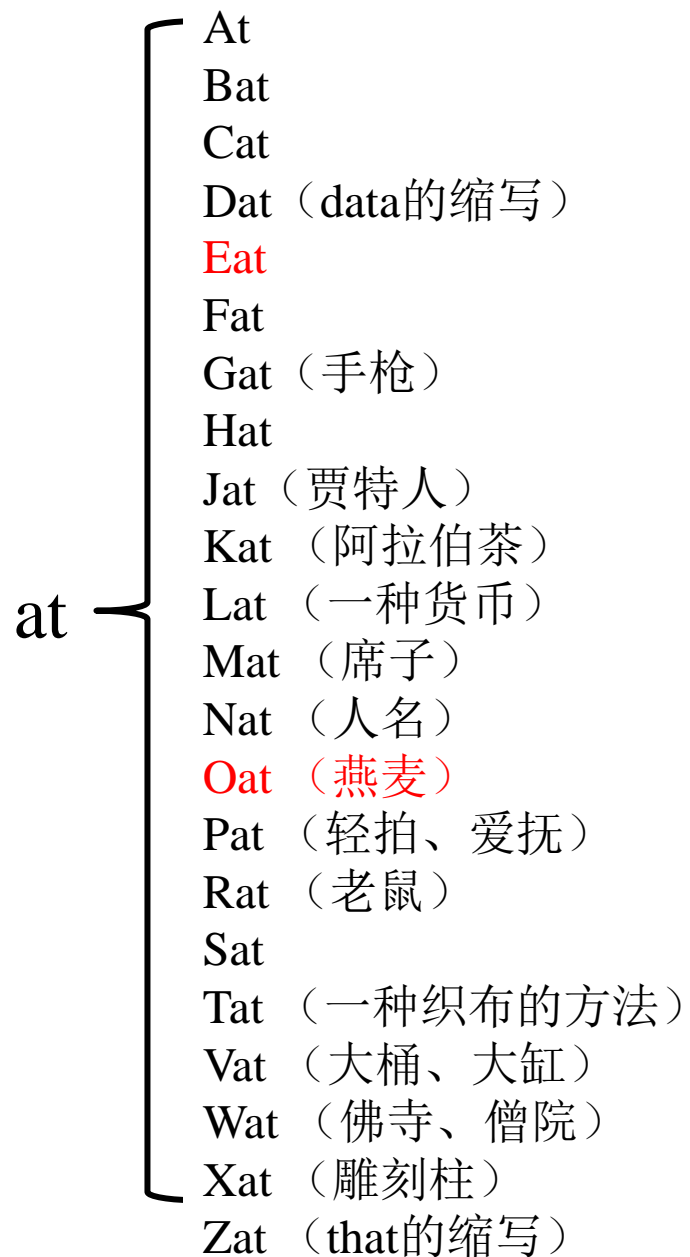 At
Bat
Cat
Dat（data的缩写）
Eat
Fat
Gat（手枪）
Hat
Jat（贾特人）
Kat （阿拉伯茶）
at
Lat （一种货币）
Mat （席子）
Nat （人名）
Oat （燕麦）
Pat （轻拍、爱抚）
Rat （老鼠）
Sat
Tat （一种织布的方法）
Vat （大桶、大缸）
Wat（佛寺、僧院）
Xat （雕刻柱）
Zat （that的缩写）